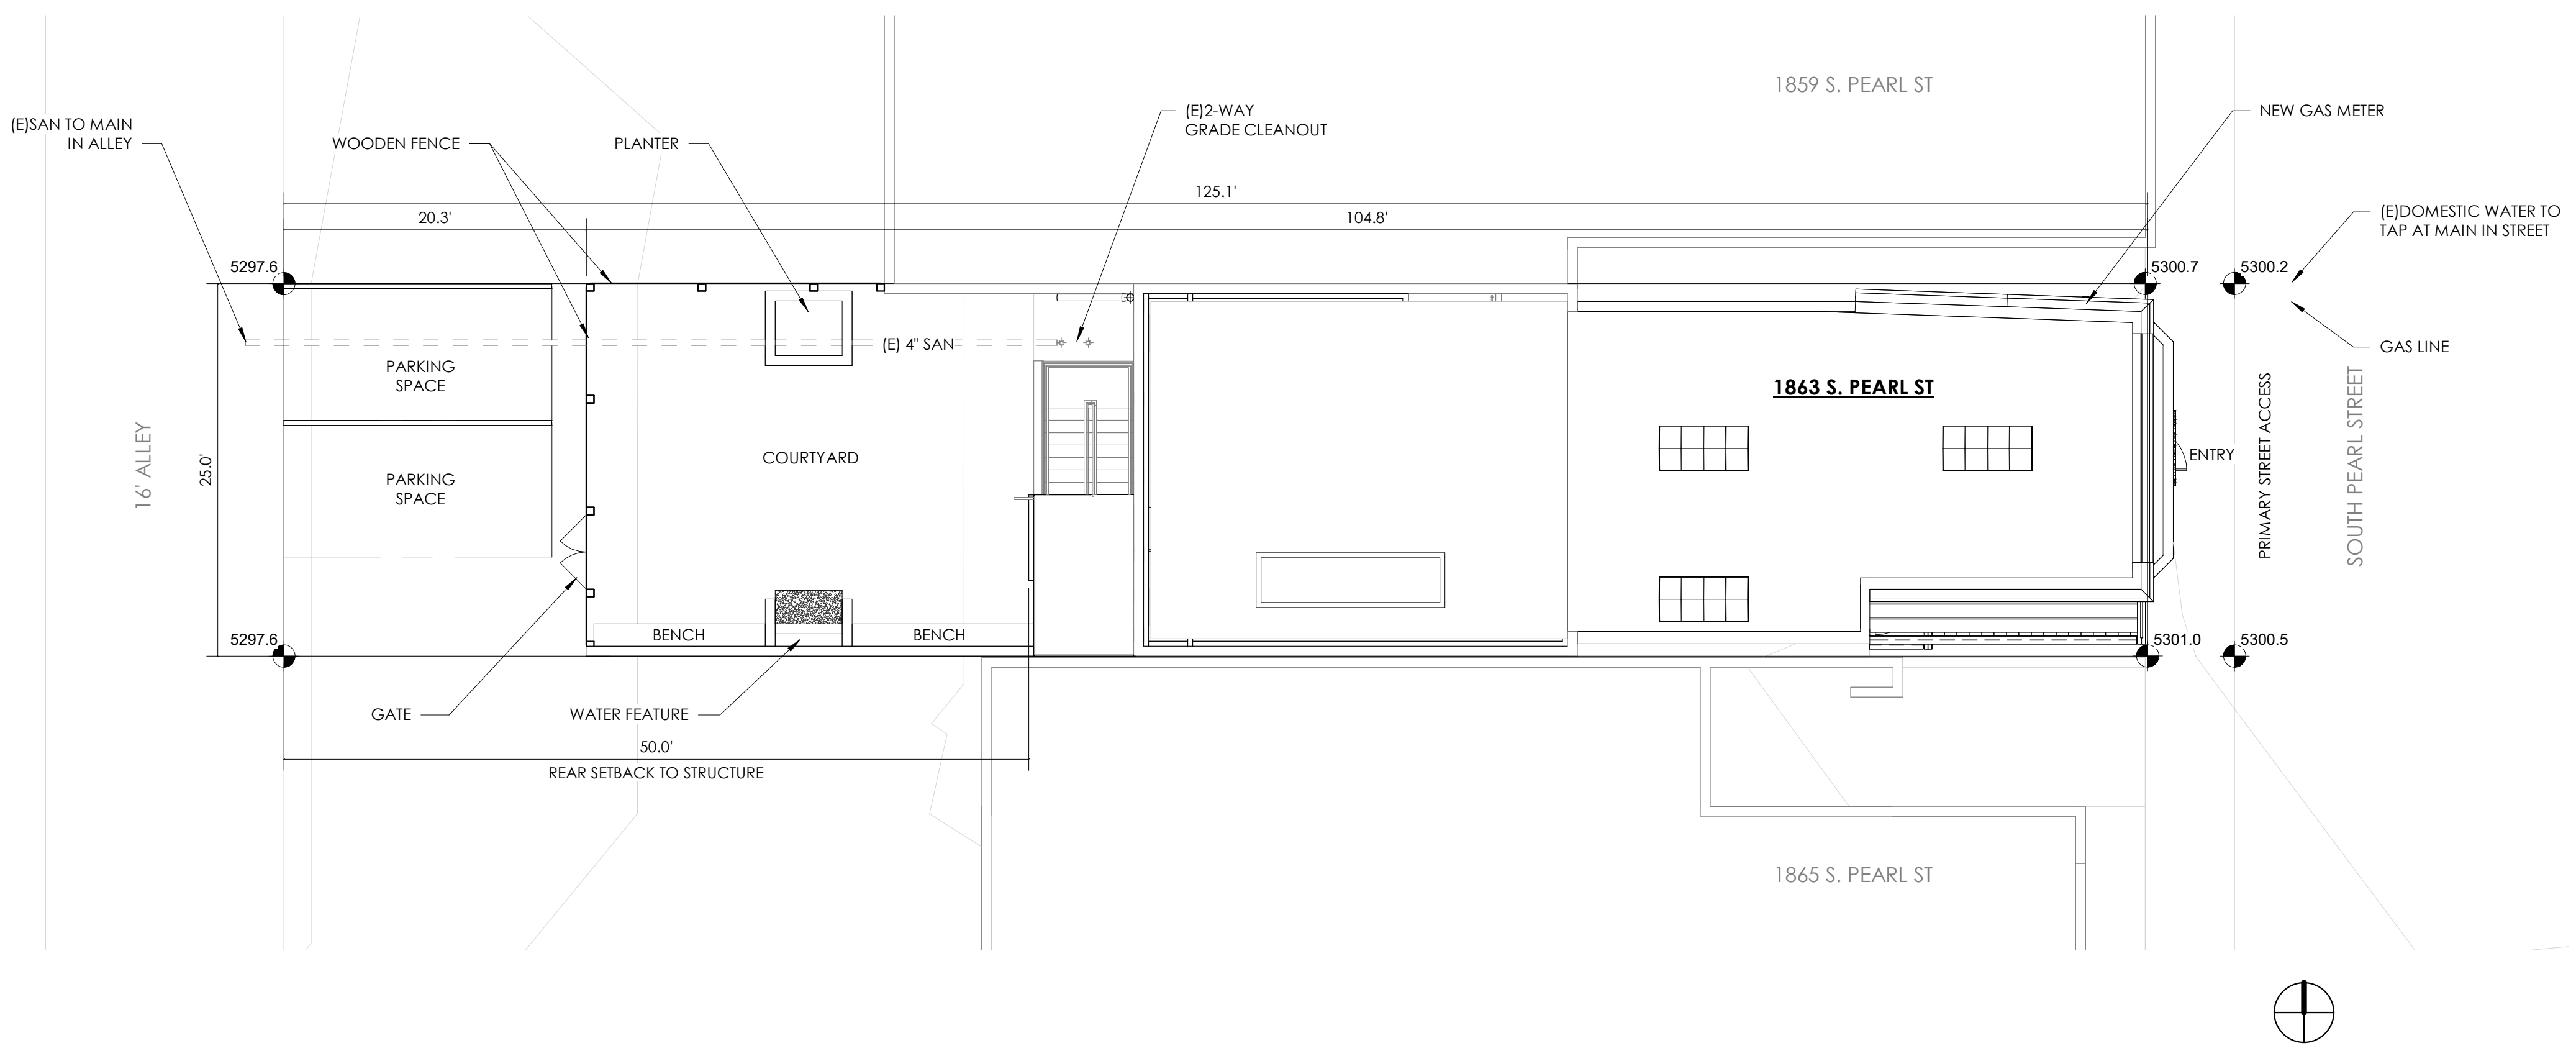 1859 S. PEARL ST
(E)SAN TO MAIN
IN ALLEY
WOODEN FENCE
PLANTER
(E)2-WAY
GRADE CLEANOUT
NEW GAS METER
125.1'
20.3'
104.8'
(E)DOMESTIC WATER TO
TAP AT MAIN IN STREET
5297.6
5300.7
5300.2
(E) 4" SAN
GAS LINE
PARKING
SPACE
1863 S. PEARL ST
16' ALLEY
25.0'
COURTYARD
PARKING
SPACE
ENTRY
PRIMARY STREET ACCESS
SOUTH PEARL STREET
5297.6
BENCH
BENCH
5301.0
5300.5
GATE
WATER FEATURE
50.0'
REAR SETBACK TO STRUCTURE
1865 S. PEARL ST